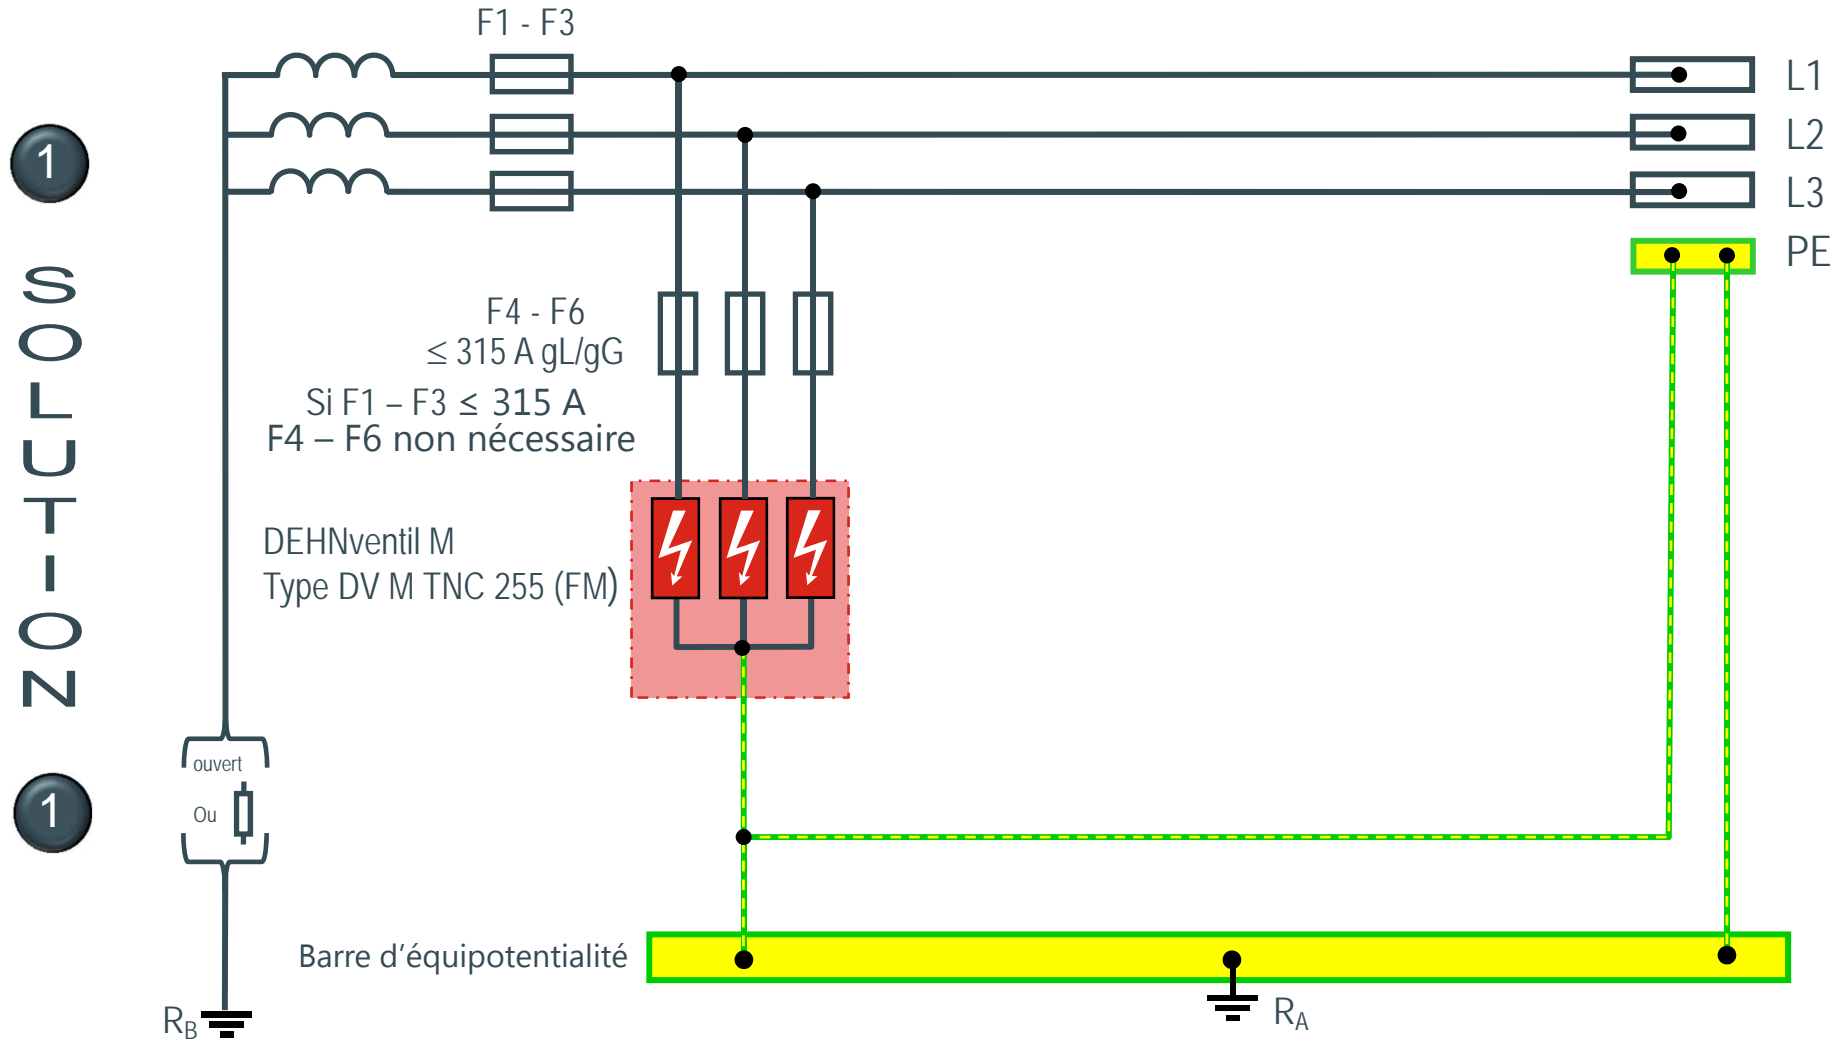 F1 - F3
L1
L2
L3
PE
1
SOLUTION
1
F4 - F6
≤ 315 A gL/gG
Si F1 – F3 ≤ 315 A
F4 – F6 non nécessaire
DEHNventil M
Type DV M TNC 255 (FM)
ouvert
Ou
Barre d'équipotentialité
RB
RA